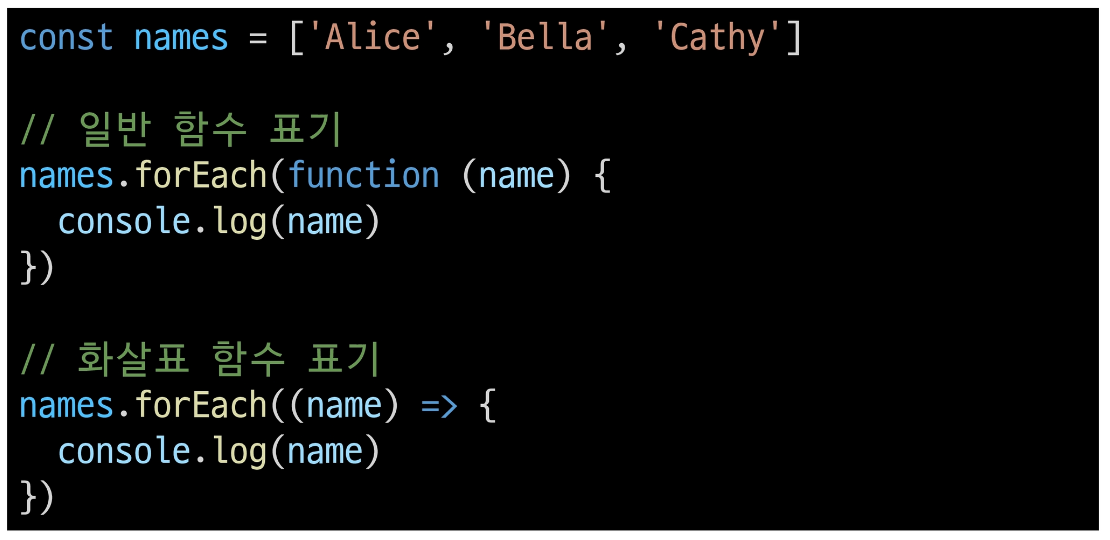 const names = ['Alice', 'Bella', 'Cathy']
// 일반 함수 표기
names.forEach(function (name) {
  console.log(name)
})
// 화살표 함수 표기
names.forEach((name) => {
  console.log(name)
})